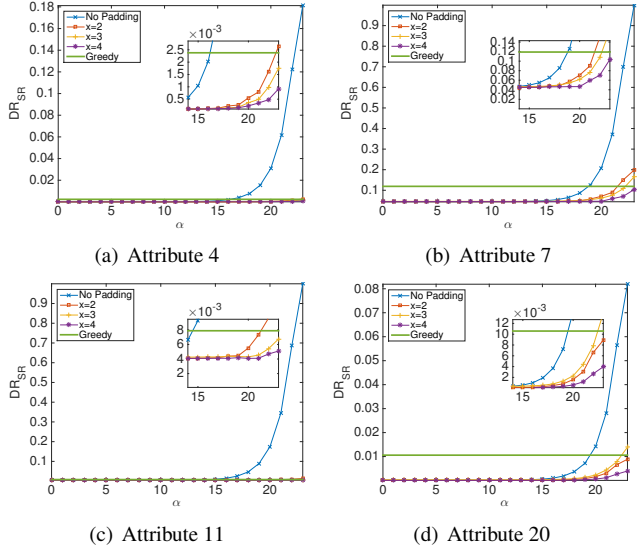 0.18
0.16
0.14
0.12
0.10
0.08
0.06
0.04
0.02
DR_SR
No Padding
x=2
x=3
x=4
Greedy
×10^-3
2.5
2
1.5
1
0.5
15 20
0 5 10 15 20
α
(a) Attribute 4
0.9
0.8
0.7
0.6
0.5
0.4
0.3
0.2
0.1
DR_SR
No Padding
x=2
x=3
x=4
Greedy
0.14
0.12
0.10
0.08
0.06
0.04
0.02
15 20
0 5 10 15 20
α
(b) Attribute 7
0.9
0.8
0.7
0.6
0.5
0.4
0.3
0.2
0.1
DR_SR
No Padding
x=2
x=3
x=4
Greedy
×10^-3
8
6
4
2
15 20
0 5 10 15 20
α
(c) Attribute 11
0.08
0.07
0.06
0.05
0.04
0.03
0.02
0.01
DR_SR
No Padding
x=2
x=3
x=4
Greedy
×10^-3
12
10
8
6
4
2
15 20
0 5 10 15 20
α
(d) Attribute 20